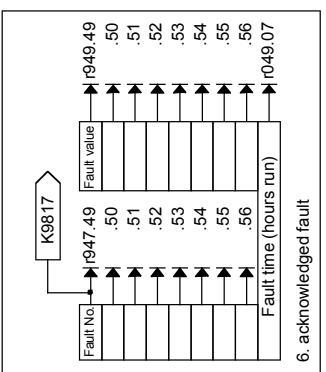 K9817
Fault No.
r947.49
.50
.51
.52
.53
.54
.55
.56
Fault value
r949.49
.50
.51
.52
.53
.54
.55
.56
Fault time (hours run)
r049.07
6. acknowledged fault